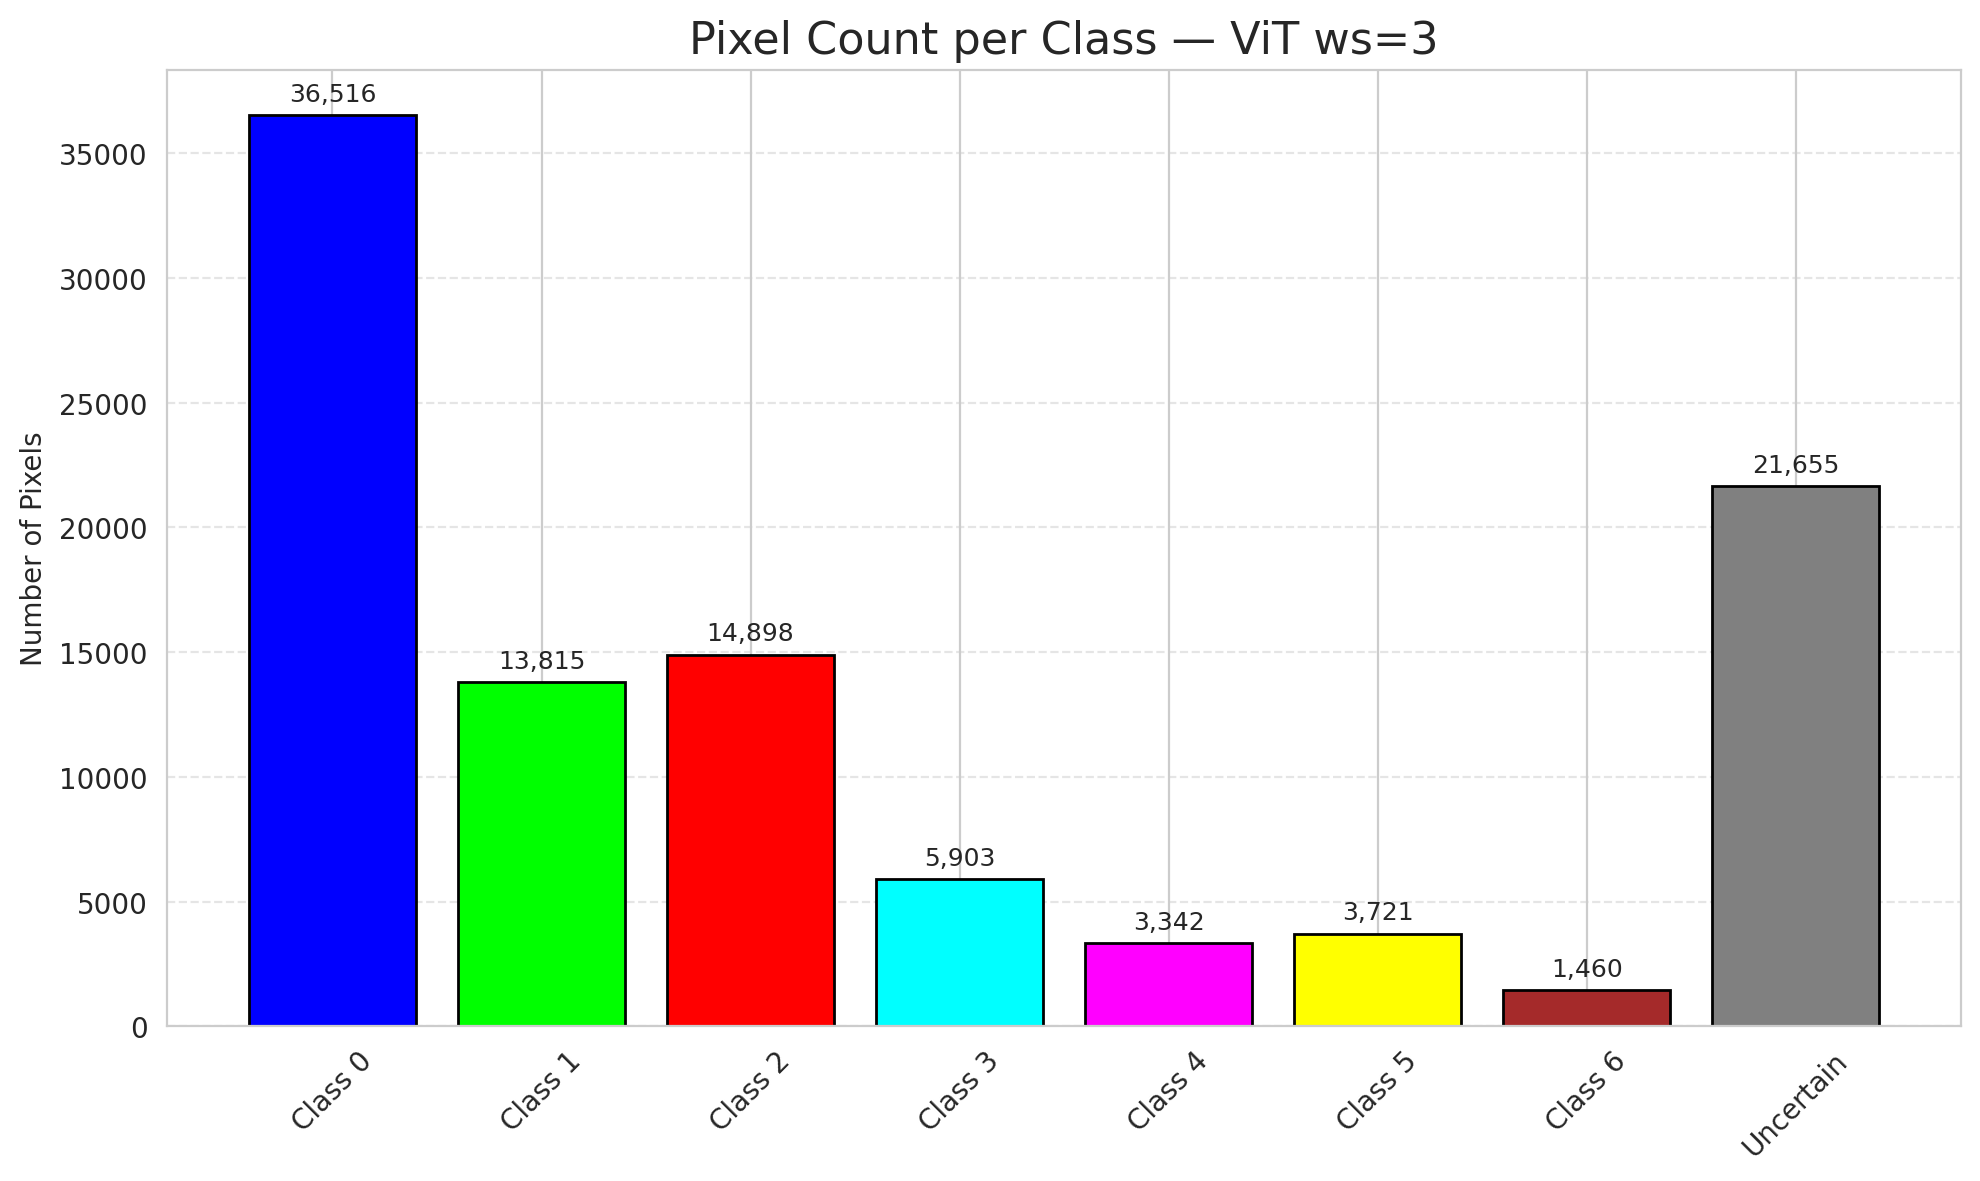 Pixel Count per Class — ViT ws=3
Number of Pixels
35000
30000
25000
20000
15000
10000
5000
0
36,516
13,815
14,898
5,903
3,342
3,721
1,460
21,655
Class 0
Class 1
Class 2
Class 3
Class 4
Class 5
Class 6
Uncertain